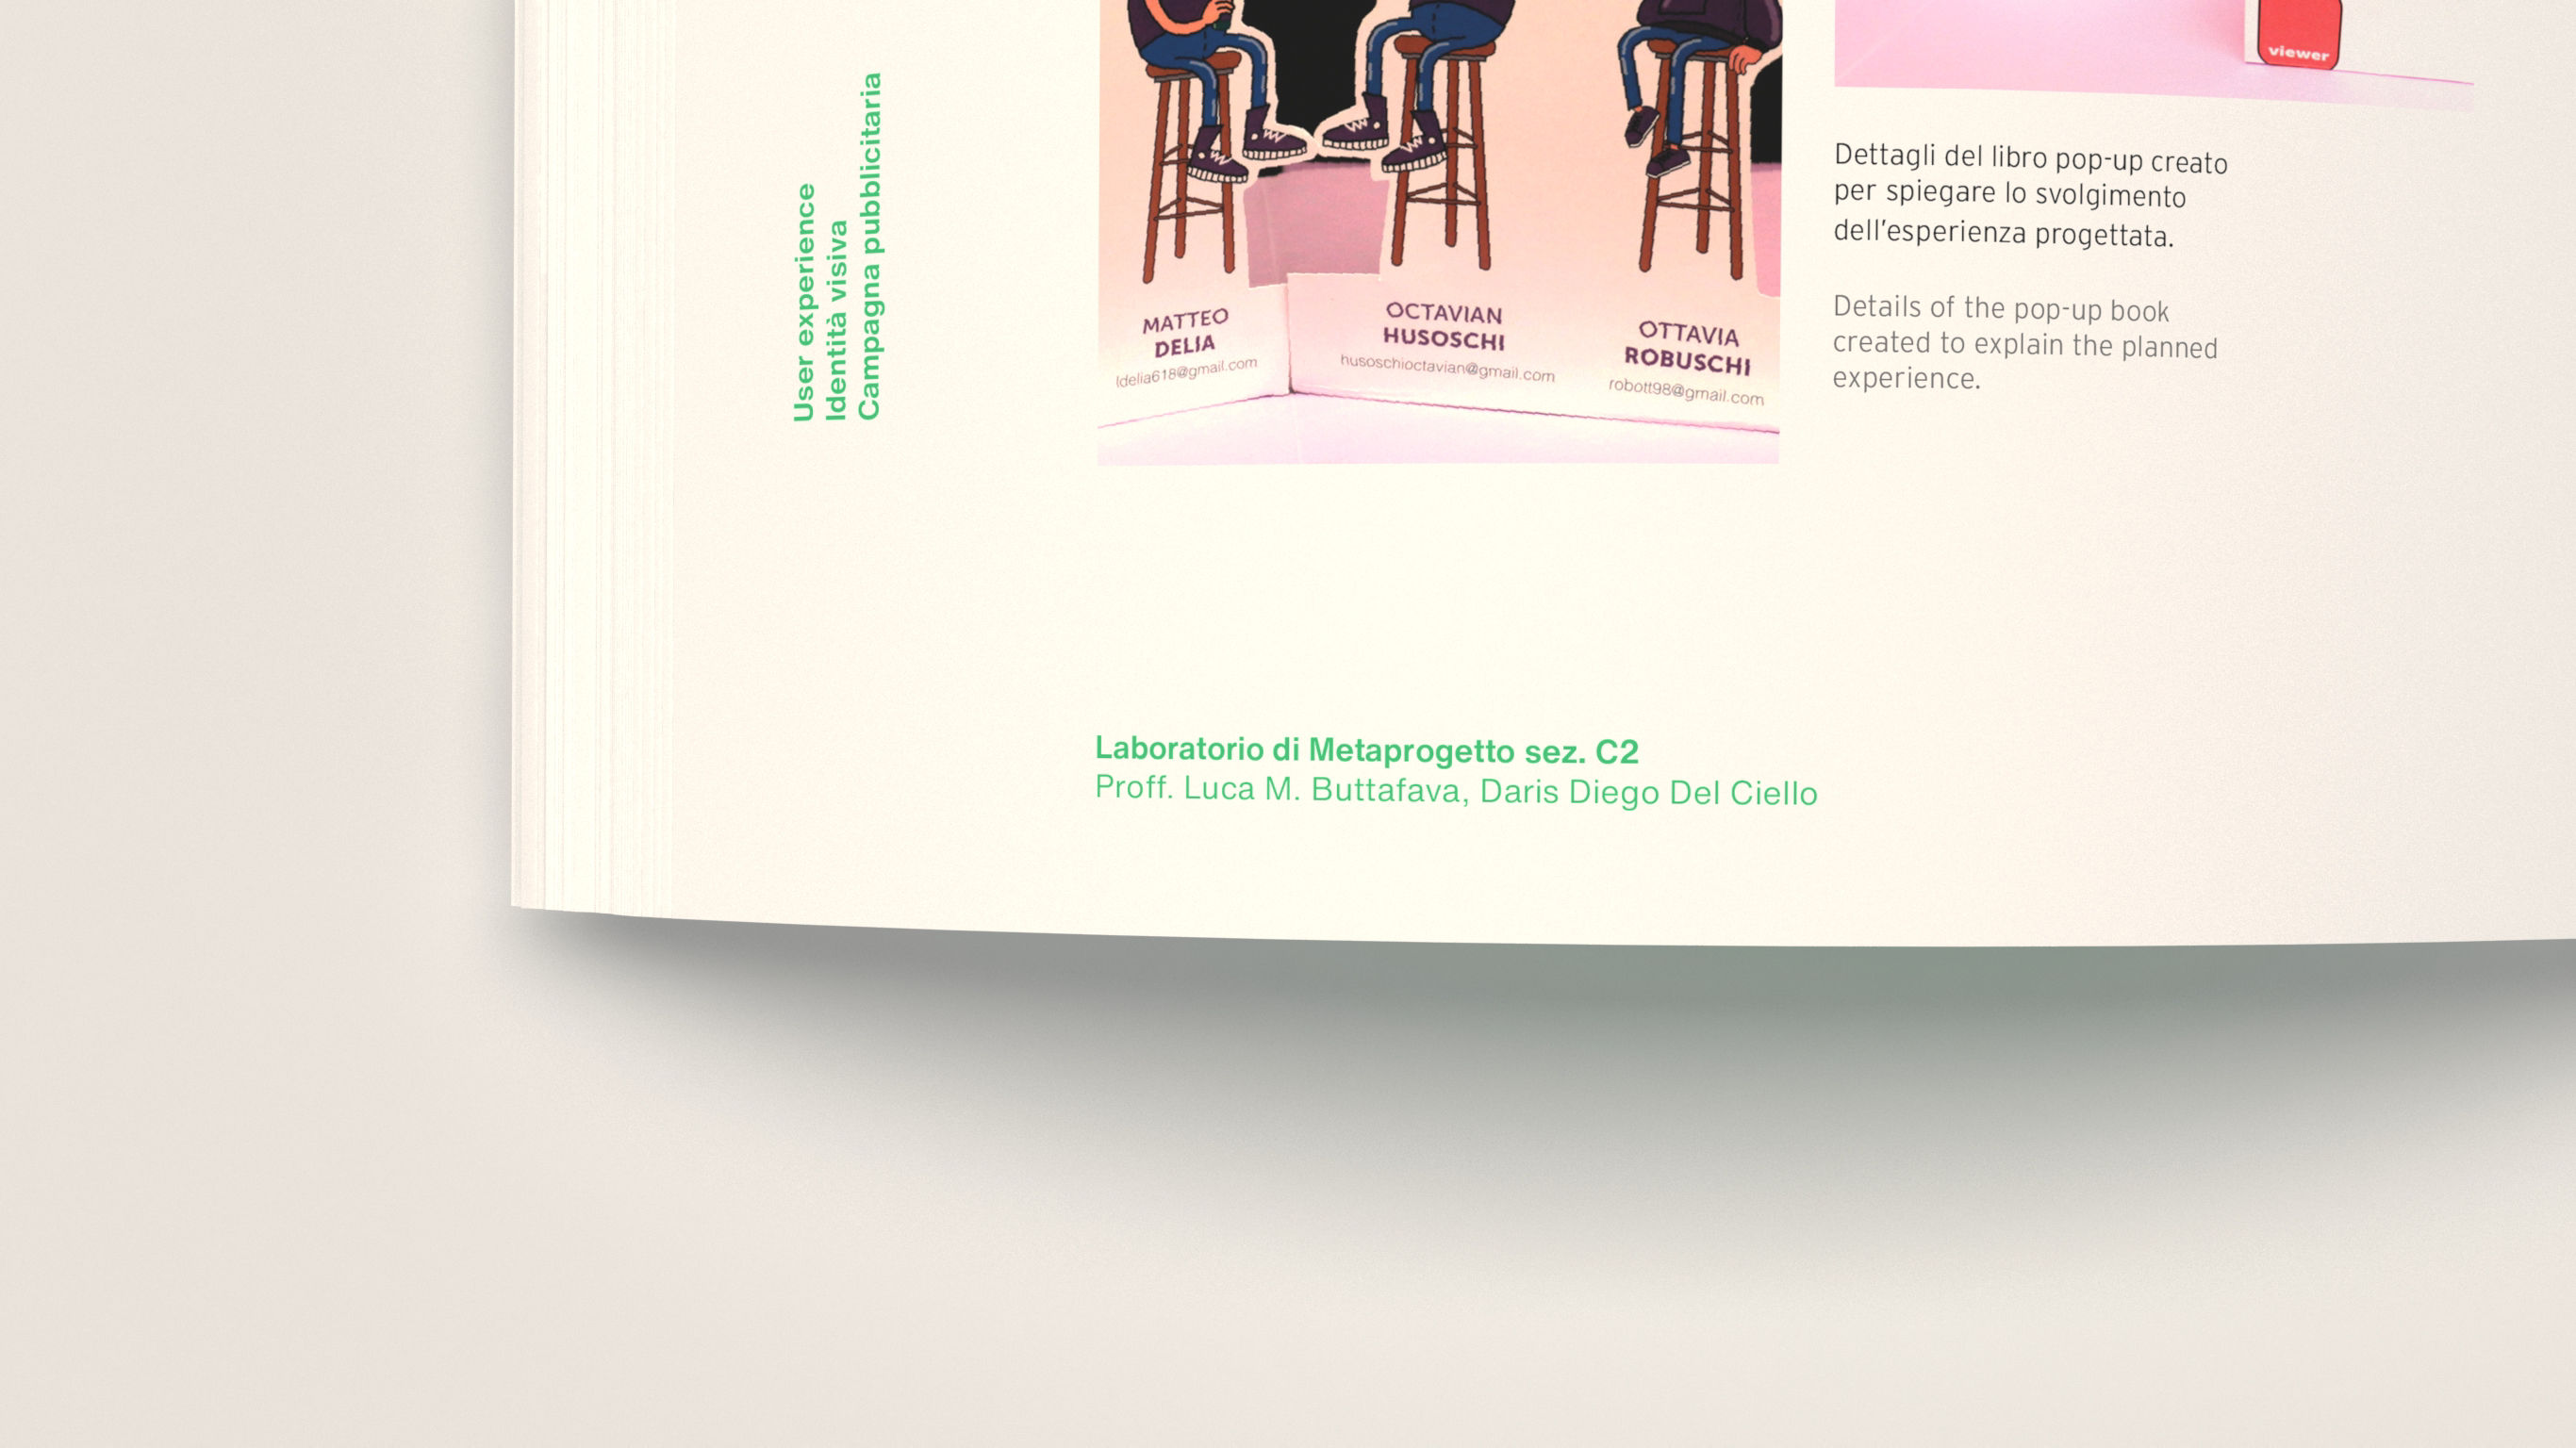 User experience
Identità visiva
Campagna pubblicitaria
MATTEO
DELIA
ldelia618@gmail.com
OCTAVIAN
HUSOSCHI
husoschioctavian@gmail.com
OTTAVIA
ROBUSCHI
robott98@gmail.com
viewer
Dettagli del libro pop-up creato
per spiegare lo svolgimento
dell'esperienza progettata.
Details of the pop-up book
created to explain the planned
experience.
Laboratorio di Metaprogetto sez. C2
Proff. Luca M. Buttafava, Daris Diego Del Ciello